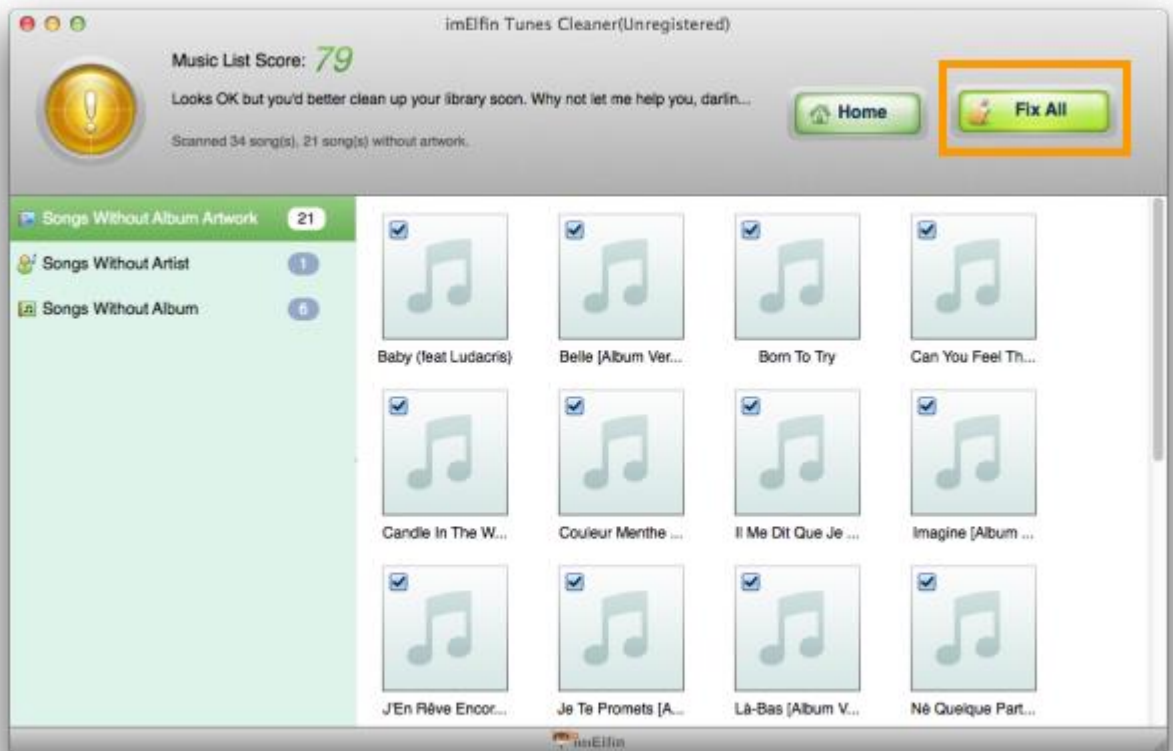 imElfin Tunes Cleaner(Unregistered)
Music List Score: 79
Looks OK but you'd better clean up your library soon. Why not let me help you, darlin...
Scanned 34 song(s), 21 song(s) without artwork.
Home
Fix All
Songs Without Album Artwork 21
Songs Without Artist 1
Songs Without Album 6
Baby (feat Ludacris) Belle [Album Ver... Born To Try Can You Feel Th...
Candle In The W... Couleur Menthe ... Il Me Dit Que Je ... Imagine [Album ...
J'En Rêve Encor... Je Te Promets [A... Là-Bas [Album V... Né Quelque Part...
imElfin